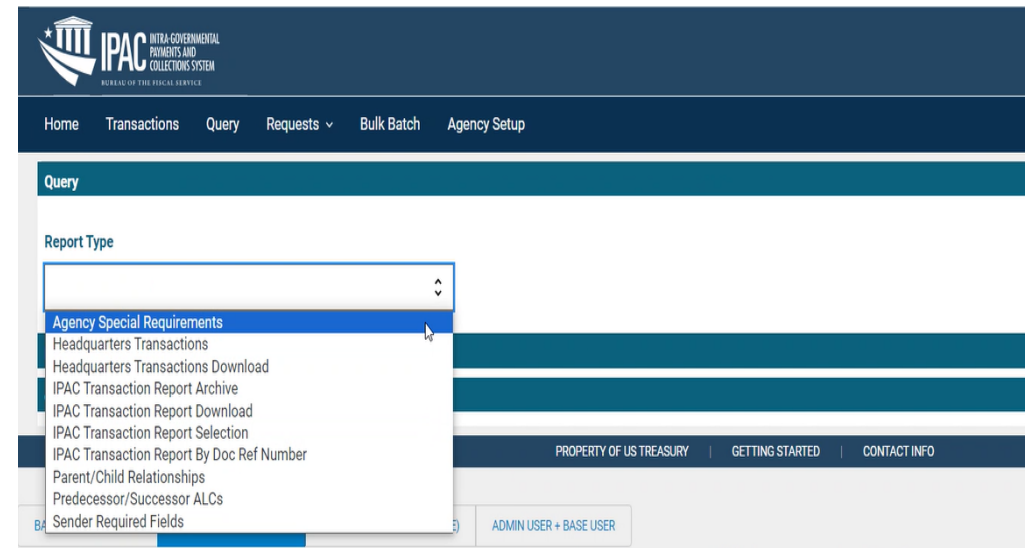 IPAC
INTRA-GOVERNMENTAL
PAYMENTS AND
COLLECTIONS SYSTEM
BUREAU OF THE FISCAL SERVICE
Home Transactions Query Requests Bulk Batch Agency Setup
Query
Report Type
Agency Special Requirements
Headquarters Transactions
Headquarters Transactions Download
IPAC Transaction Report Archive
IPAC Transaction Report Download
IPAC Transaction Report Selection
IPAC Transaction Report By Doc Ref Number
Parent/Child Relationships
Predecessor/Successor ALCs
Sender Required Fields
PROPERTY OF US TREASURY | GETTING STARTED | CONTACT INFO
BA E) ADMIN USER + BASE USER